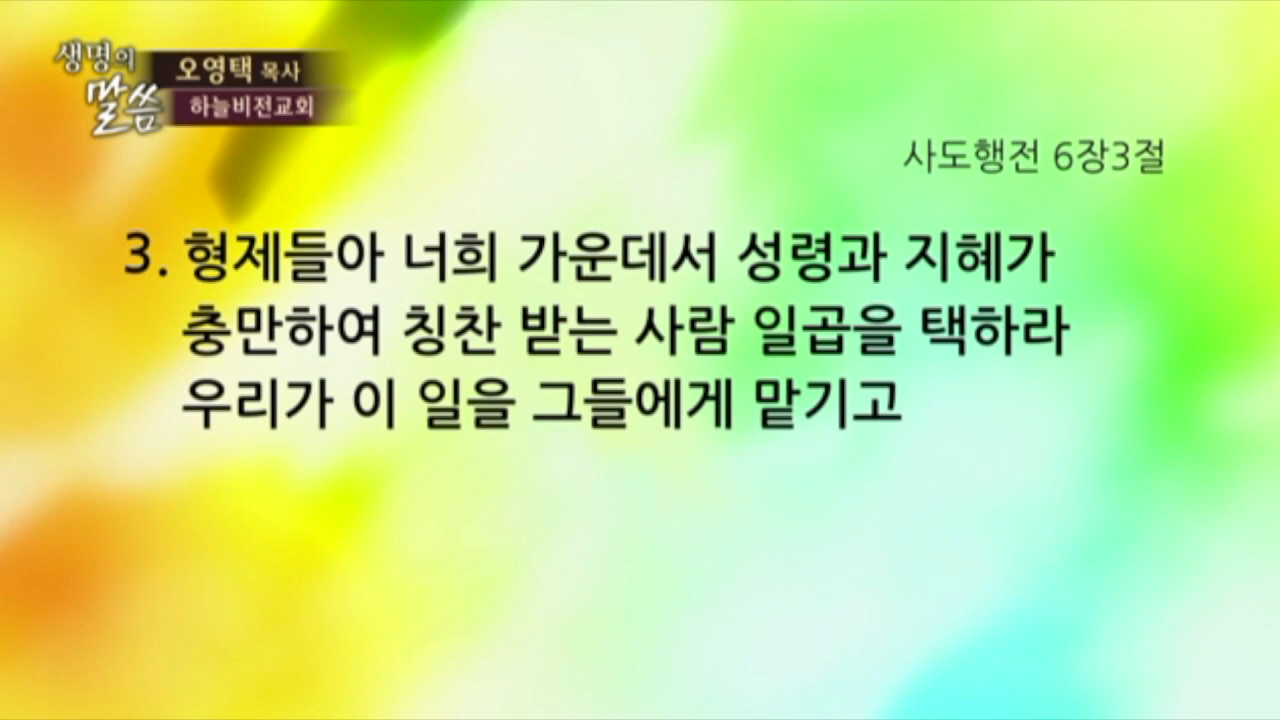 생명의
말씀
오영택 목사
하늘비전교회
사도행전 6장3절
3. 형제들아 너희 가운데서 성령과 지혜가
충만하여 칭찬 받는 사람 일곱을 택하라
우리가 이 일을 그들에게 맡기고